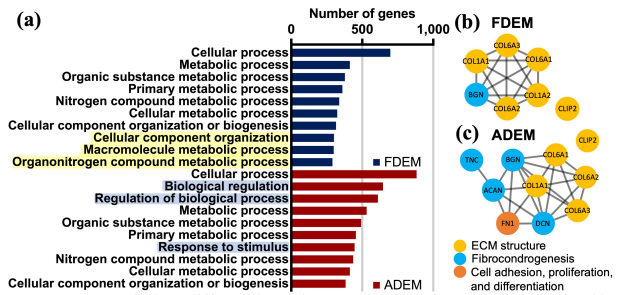 (a)
Number of genes
0 500 1,000
Cellular process
Metabolic process
Organic substance metabolic process
Primary metabolic process
Nitrogen compound metabolic process
Cellular metabolic process
Cellular component organization or biogenesis
Cellular component organization
Macromolecule metabolic process
Organonitrogen compound metabolic process
FDEM
Cellular process
Biological regulation
Regulation of biological process
Metabolic process
Organic substance metabolic process
Primary metabolic process
Response to stimulus
Nitrogen compound metabolic process
Cellular metabolic process
Cellular component organization or biogenesis
ADEM
(b) FDEM
COL6A3
COL1A1
COL6A1
BGN
COL1A2
COL6A2
CLIP2
(c) ADEM
CLIP2
TNC
BGN
COL6A1
COL6A2
ACAN
COL1A1
COL6A3
FN1
DCN
ECM structure
Fibrocondrogenesis
Cell adhesion, proliferation,
and differentiation